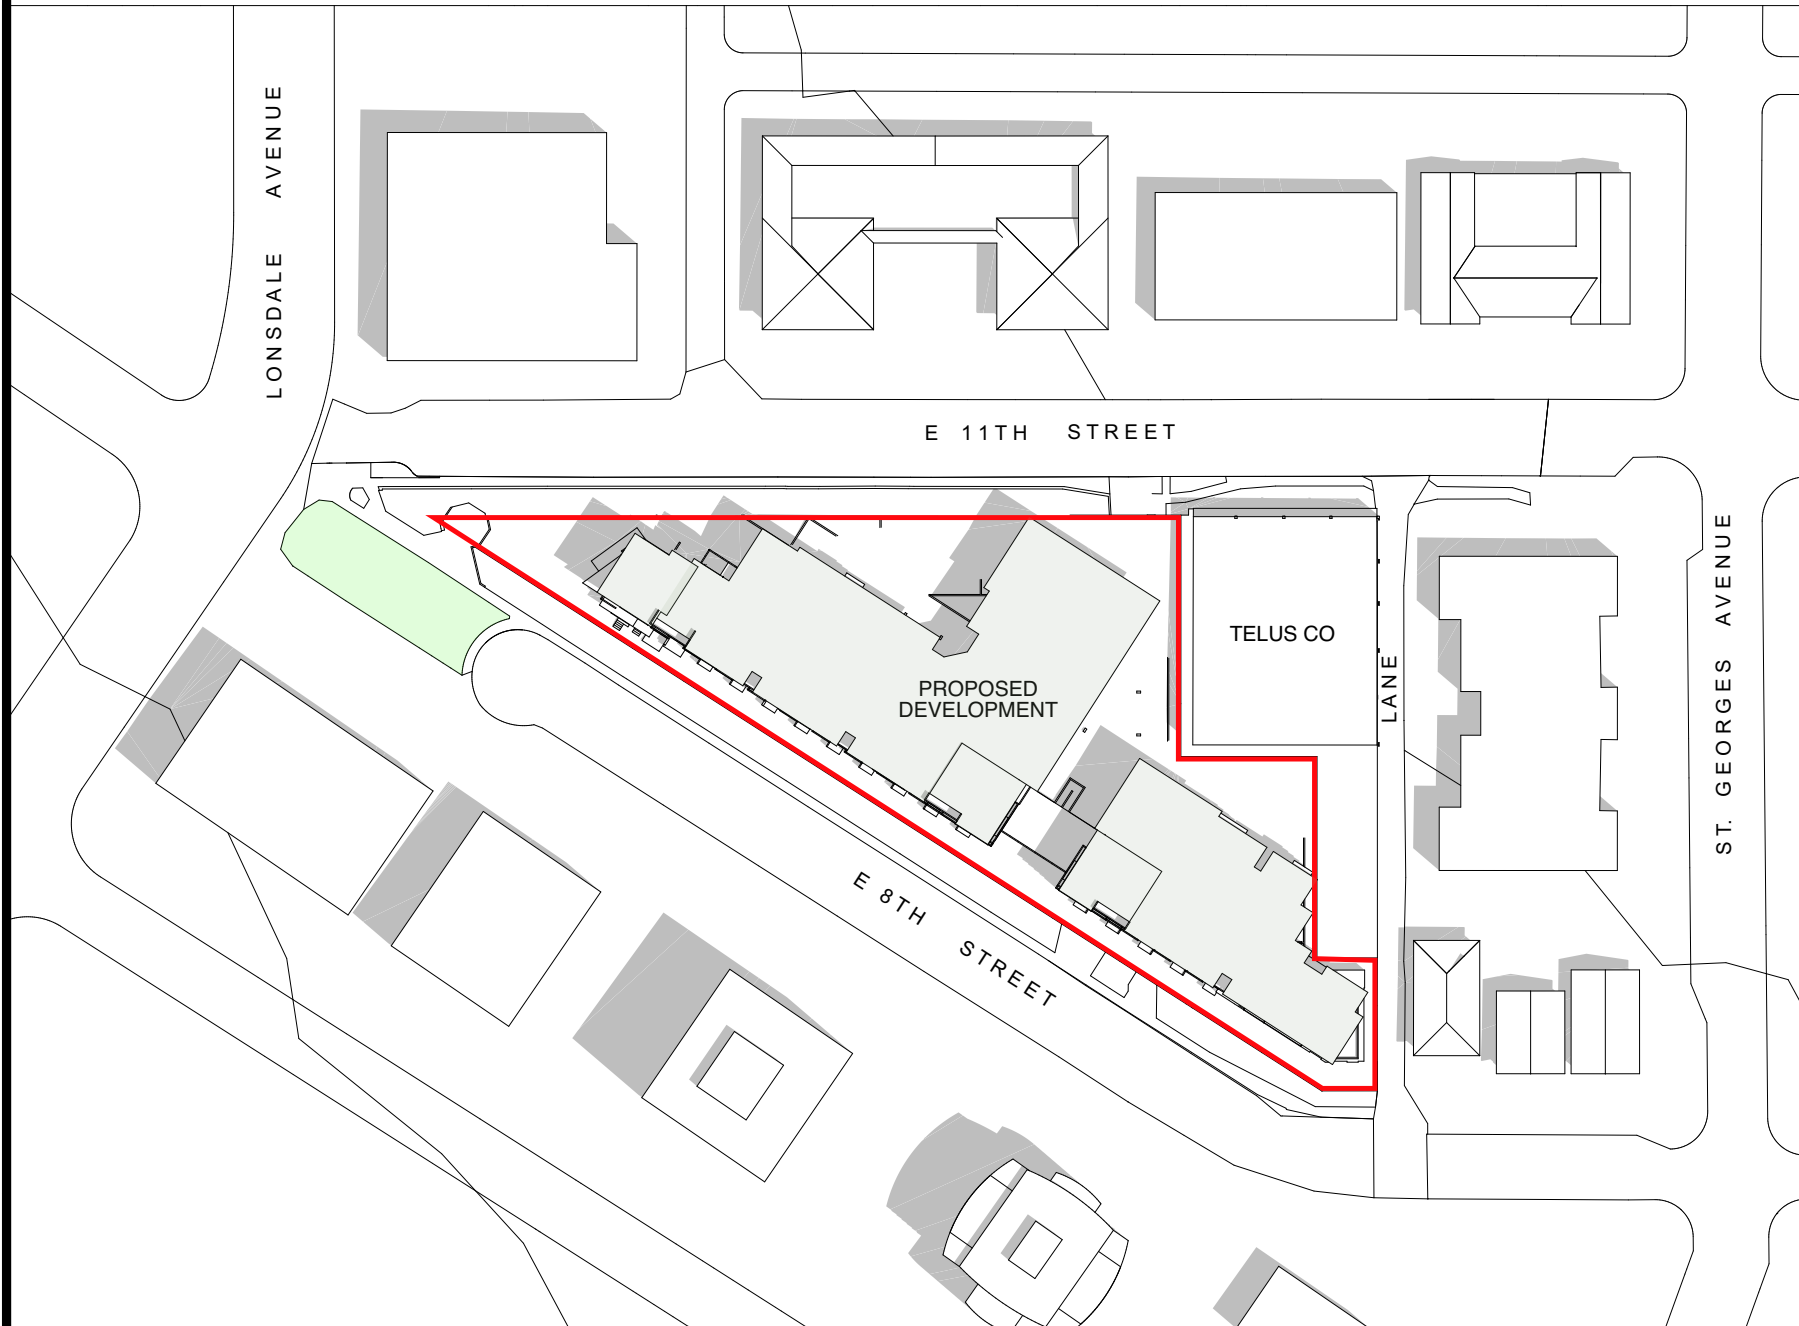 LONSDALE AVENUE
E 11TH STREET
TELUS CO
LANE
PROPOSED
DEVELOPMENT
ST. GEORGES AVENUE
E 8TH STREET